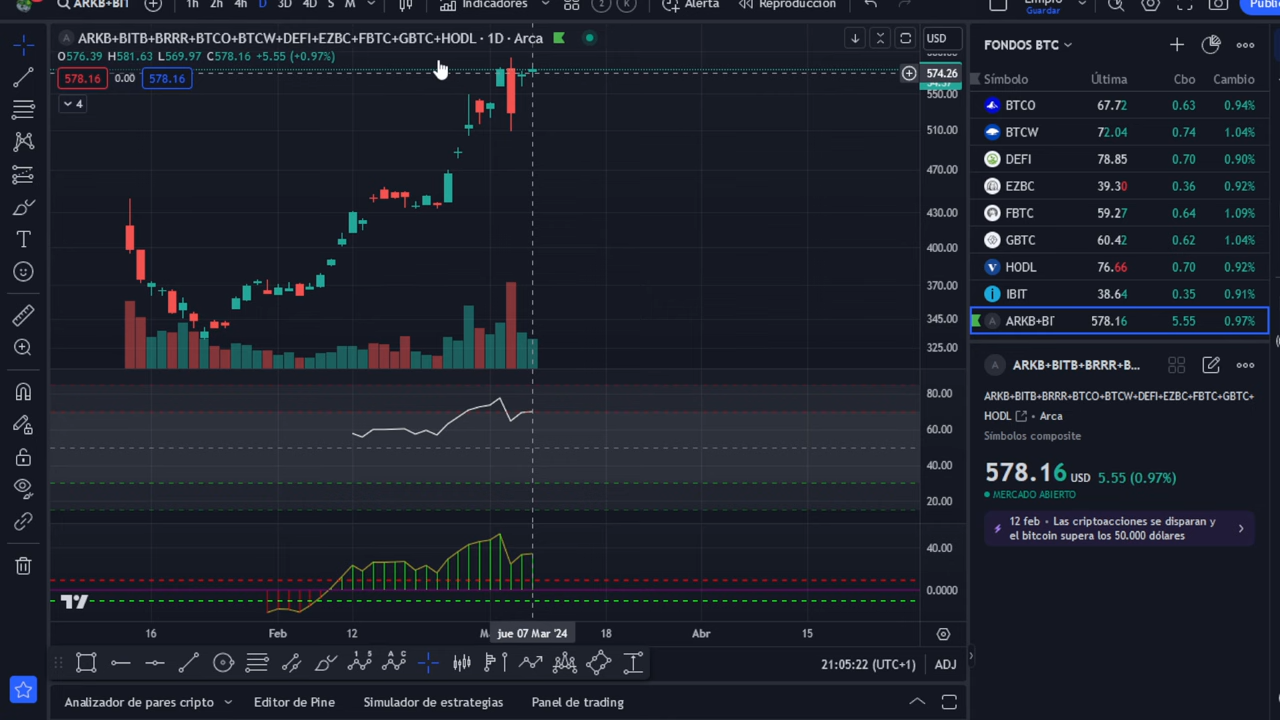 ARKB+BIT
1h 2h 4h D 3D 4D S M
Indicadores
Alerta
Reproducción
Guardar
ARKB+BITB+BRRR+BTCO+BTCW+DEFI+EZBC+FBTC+GBTC+HODL · 1D · Arca
USD
O576.39 H581.63 L569.97 C578.16 +5.55 (+0.97%)
578.16 0.00 578.16
4
574.26
550.00
510.00
470.00
430.00
400.00
370.00
345.00
325.00
80.00
60.00
40.00
20.00
40.00
0.0000
16 Feb 12 jue 07 Mar '24 18 Abr 15
21:05:22 (UTC+1) ADJ
Analizador de pares cripto Editor de Pine Simulador de estrategias Panel de trading
FONDOS BTC
Símbolo Última Cbo Cambio
BTCO 67.72 0.63 0.94%
BTCW 72.04 0.74 1.04%
DEFI 78.85 0.70 0.90%
EZBC 39.30 0.36 0.92%
FBTC 59.27 0.64 1.09%
GBTC 60.42 0.62 1.04%
HODL 76.66 0.70 0.92%
IBIT 38.64 0.35 0.91%
ARKB+BI 578.16 5.55 0.97%
ARKB+BITB+BRRR+B...
ARKB+BITB+BRRR+BTCO+BTCW+DEFI+EZBC+FBTC+GBTC+
HODL · Arca
Símbolos composite
578.16 USD 5.55 (0.97%)
MERCADO ABIERTO
12 feb · Las criptoacciones se disparan y
el bitcoin supera los 50.000 dólares